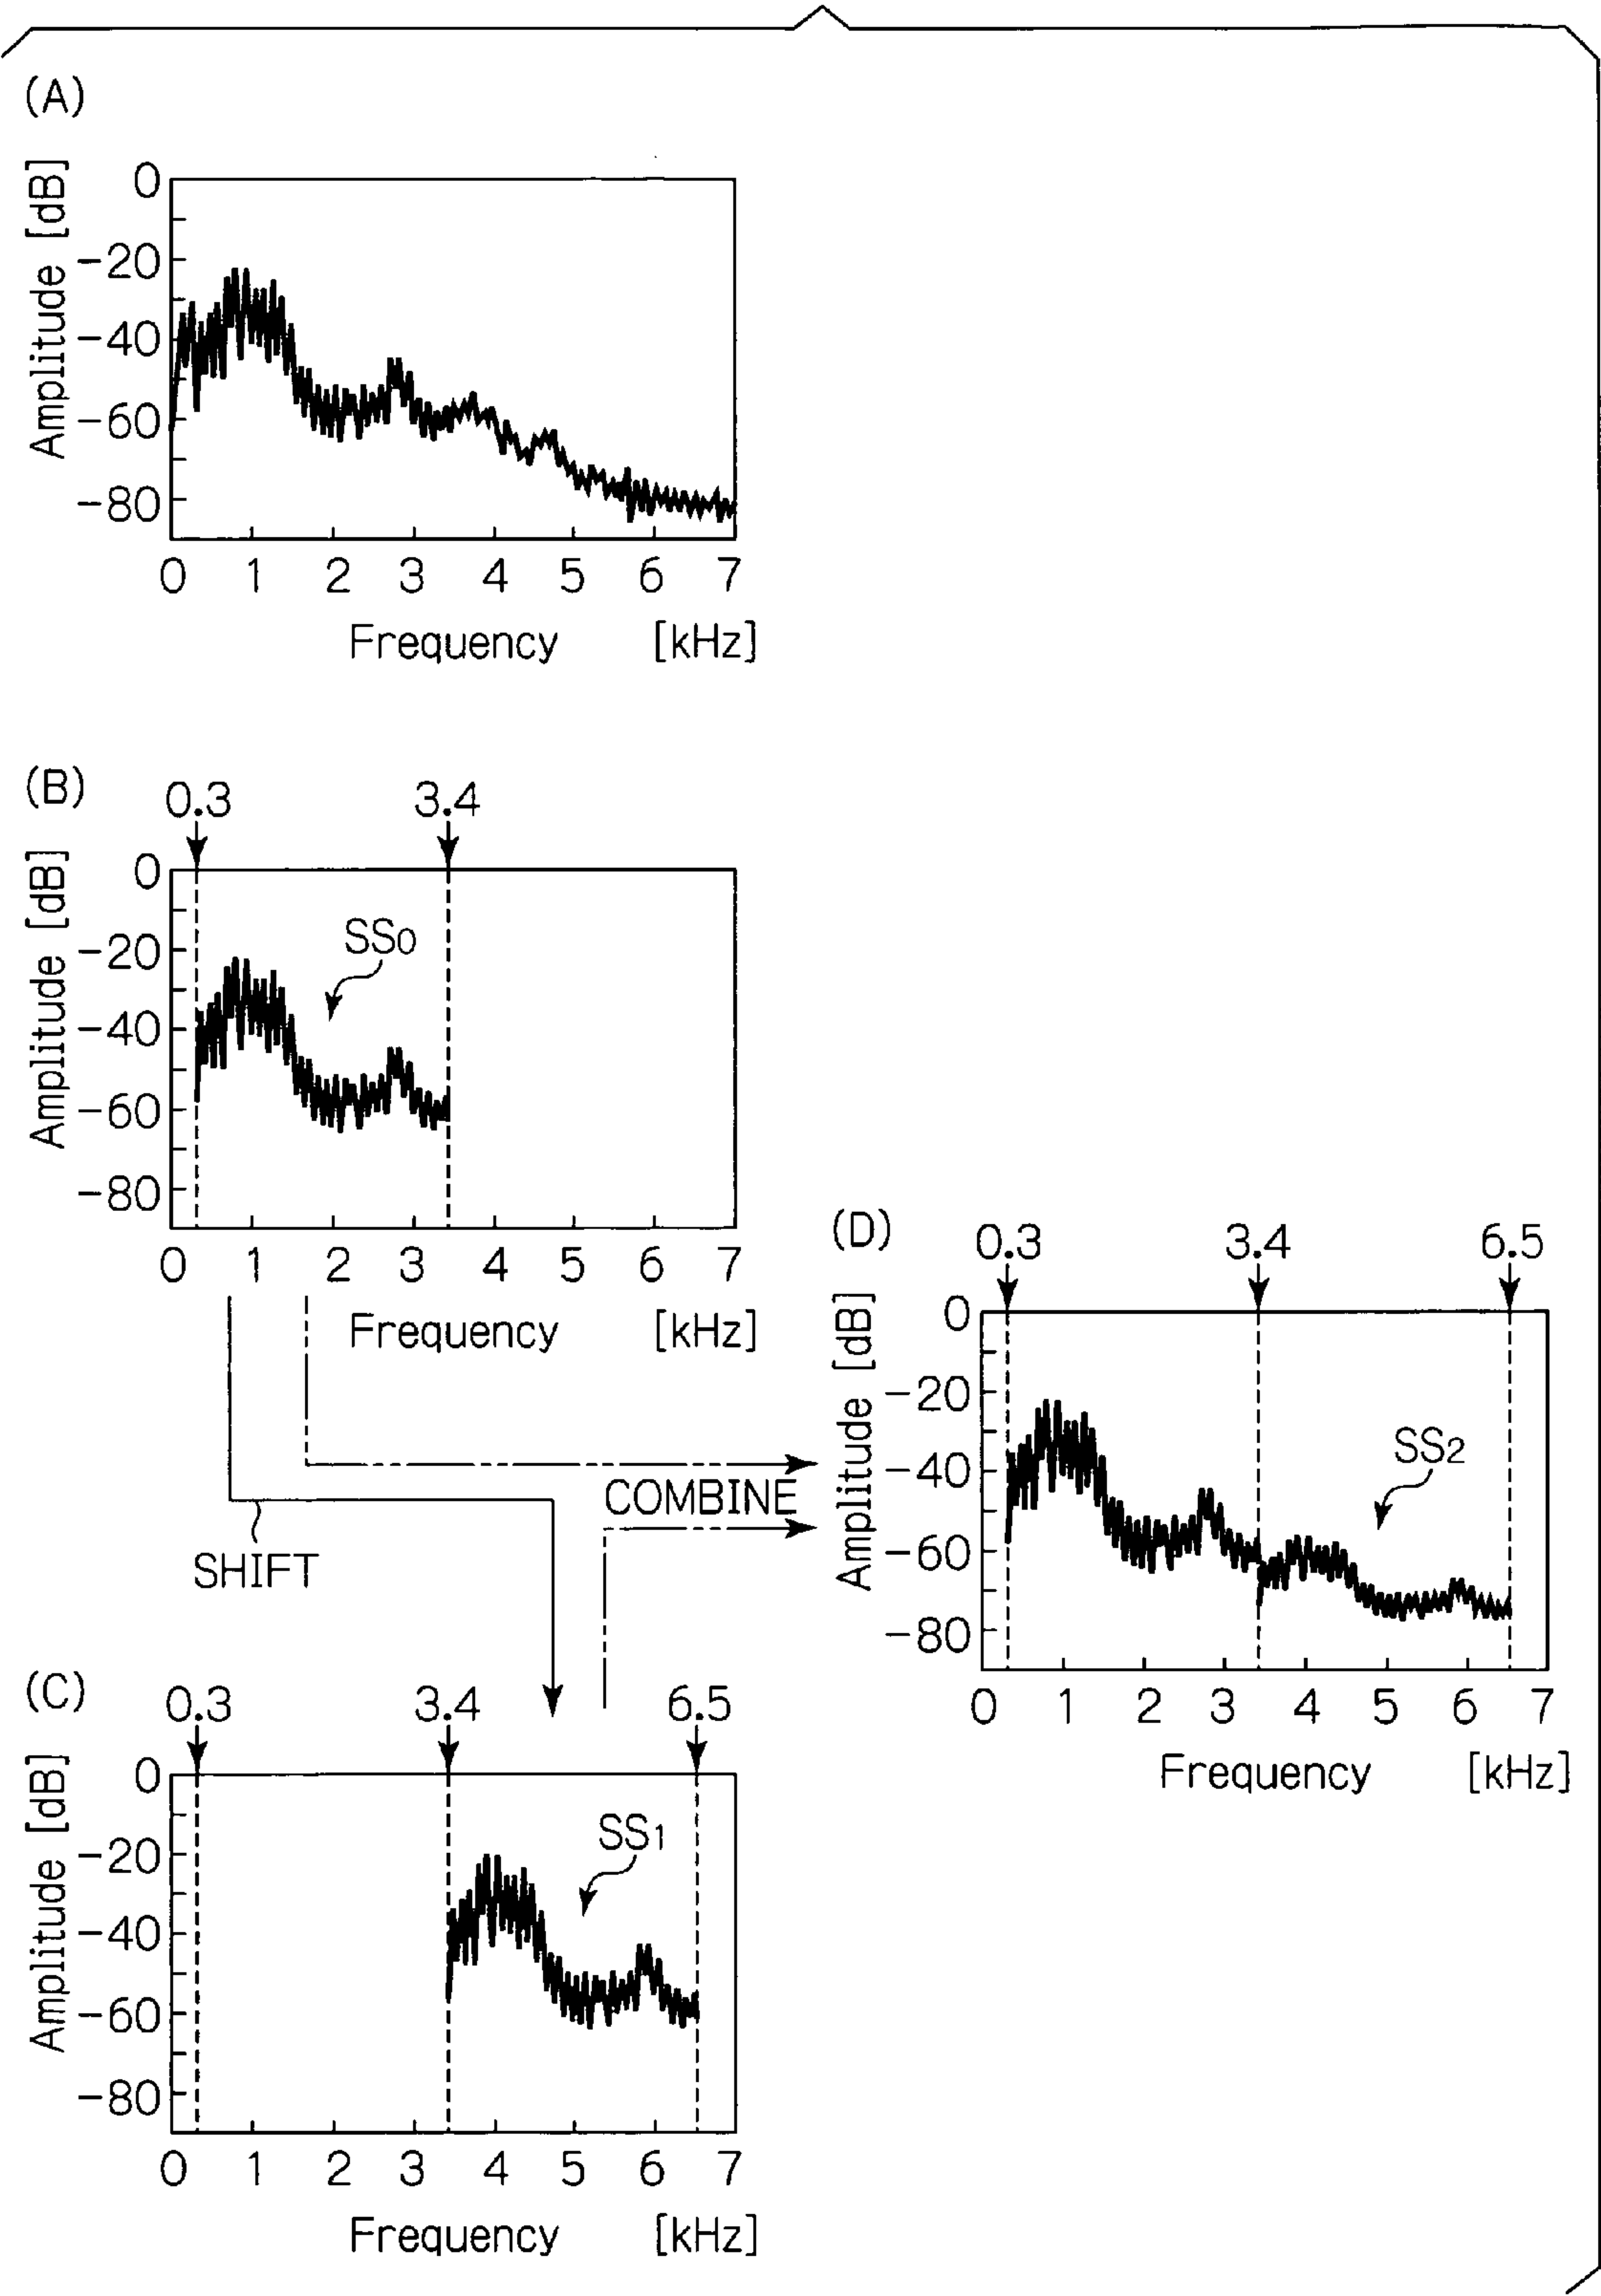 (A)
Amplitude [dB]
0
-20
-40
-60
-80
0 1 2 3 4 5 6 7
Frequency [kHz]
(B)
0.3 3.4
Amplitude [dB]
0
-20
-40
-60
-80
SS0
0 1 2 3 4 5 6 7
Frequency [kHz]
SHIFT
COMBINE
(C)
0.3 3.4 6.5
Amplitude [dB]
0
-20
-40
-60
-80
SS1
0 1 2 3 4 5 6 7
Frequency [kHz]
(D)
0.3 3.4 6.5
Amplitude [dB]
0
-20
-40
-60
-80
SS2
0 1 2 3 4 5 6 7
Frequency [kHz]